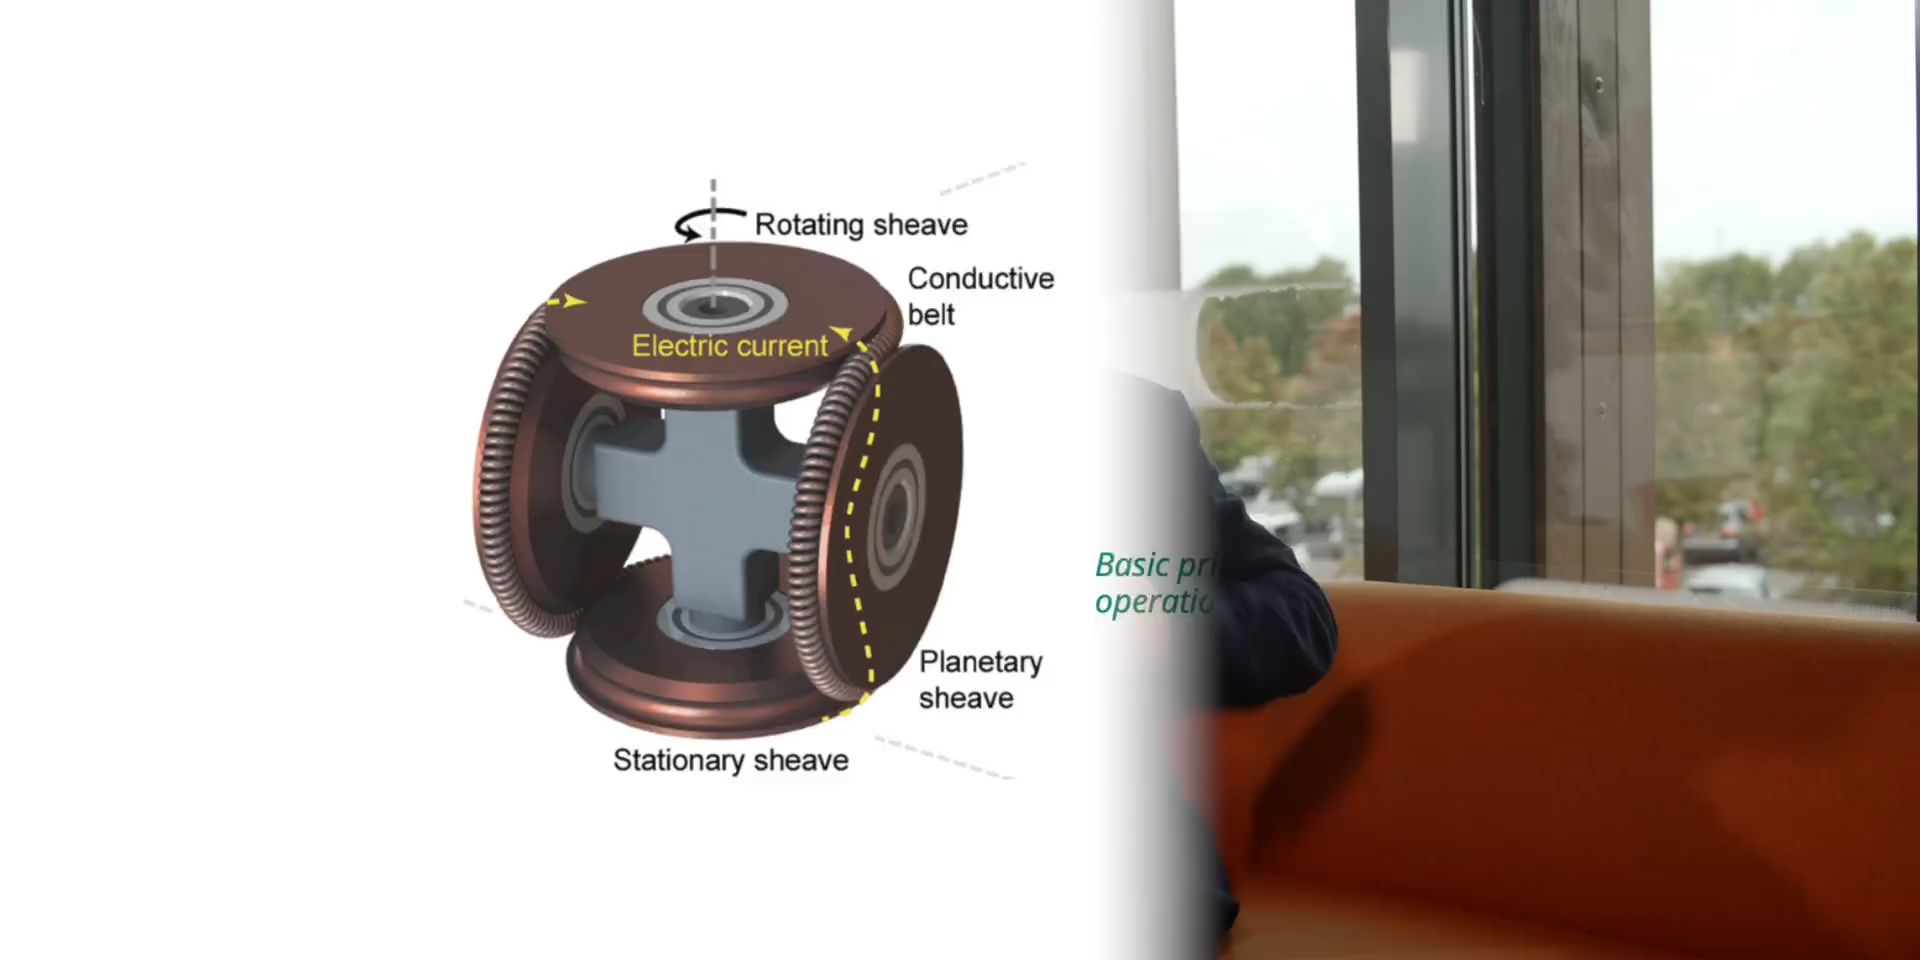 Rotating sheave
Conductive
belt
Electric current
Basic pri
operatio
Planetary
sheave
Stationary sheave